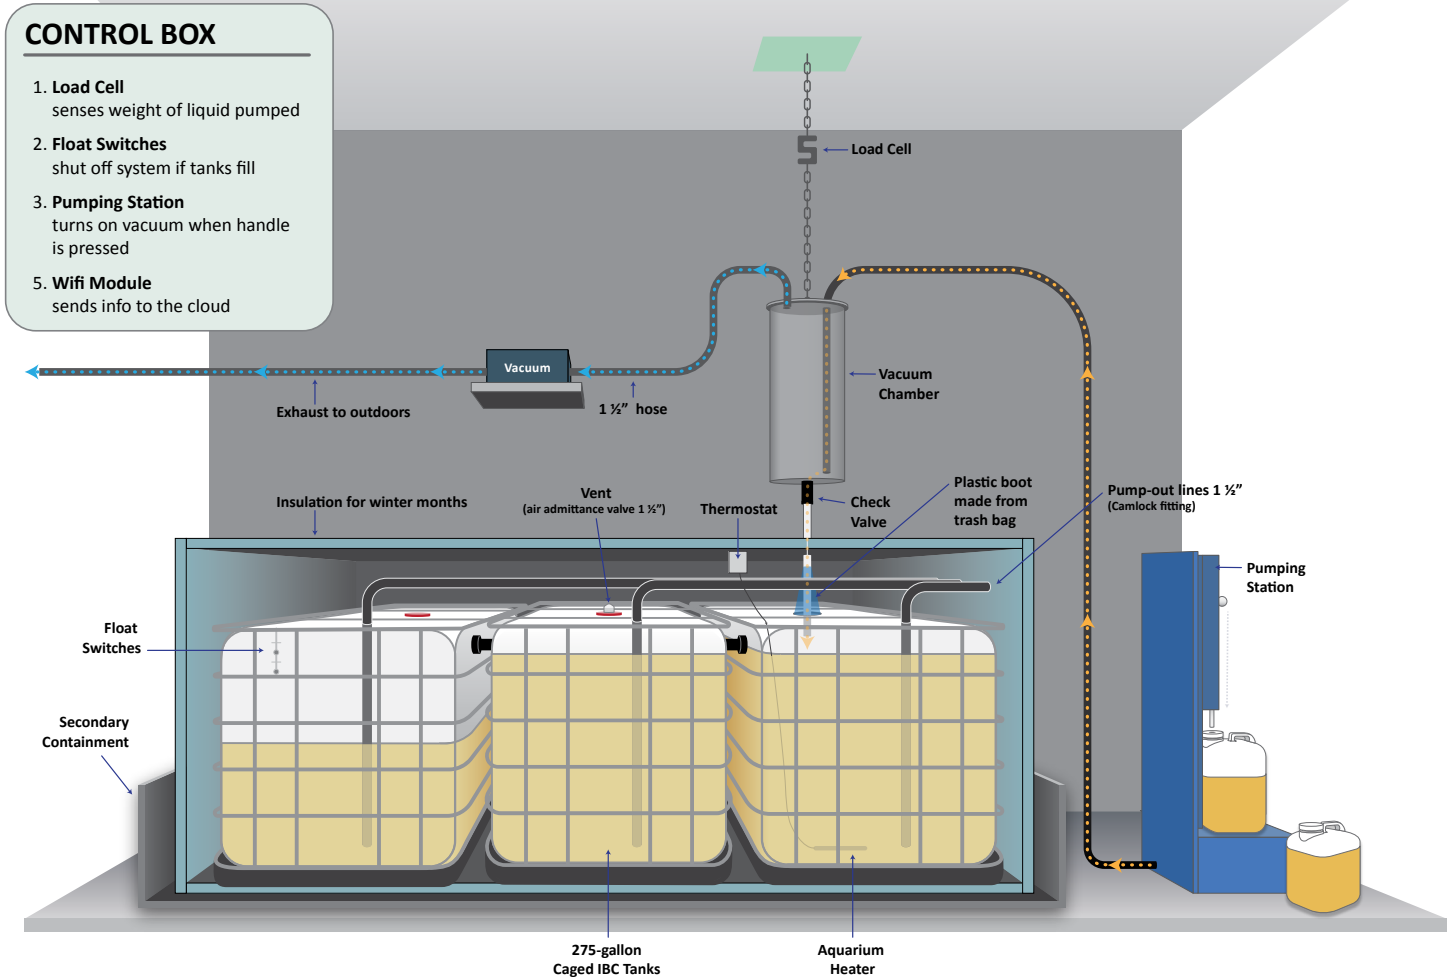 CONTROL BOX
1. Load Cell
senses weight of liquid pumped
2. Float Switches
shut off system if tanks fill
3. Pumping Station
turns on vacuum when handle
is pressed
5. Wifi Module
sends info to the cloud
Load Cell
Vacuum
Vacuum
Chamber
Exhaust to outdoors
1 ½” hose
Insulation for winter months
Vent
(air admittance valve 1 ½”)
Thermostat
Check
Valve
Plastic boot
made from
trash bag
Pump-out lines 1 ½”
(Camlock fitting)
Pumping
Station
Float
Switches
Secondary
Containment
275-gallon
Caged IBC Tanks
Aquarium
Heater